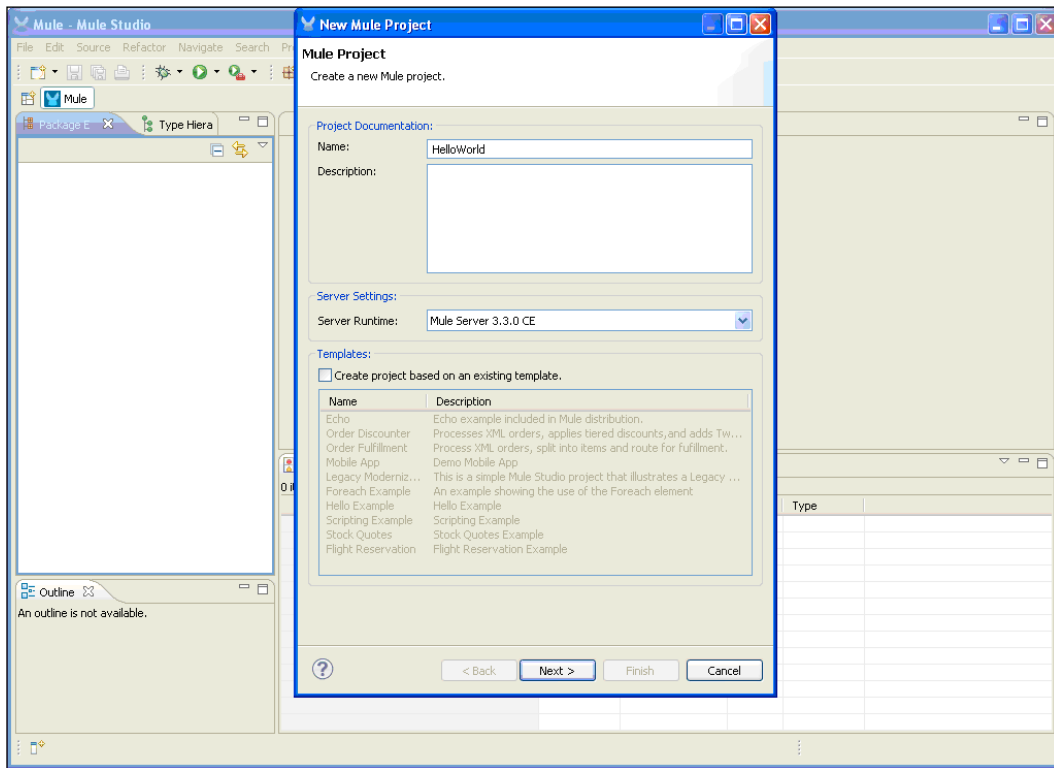 Mule - Mule Studio
File Edit Source Refactor Navigate Search Pr
Mule
Package E
Type Hiera
Outline
An outline is not available.
New Mule Project
Mule Project
Create a new Mule project.
Project Documentation:
Name: HelloWorld
Description:
Server Settings:
Server Runtime: Mule Server 3.3.0 CE
Templates:
Create project based on an existing template.
Name Description
Echo Echo example included in Mule distribution.
Order Discounter Processes XML orders, applies tiered discounts,and adds Tw...
Order Fulfillment Process XML orders, split into items and route for fufillment.
Mobile App Demo Mobile App
Legacy Moderniz... This is a simple Mule Studio project that illustrates a Legacy ...
Foreach Example An example showing the use of the Foreach element
Hello Example Hello Example
Scripting Example Scripting Example
Stock Quotes Stock Quotes Example
Flight Reservation Flight Reservation Example
< Back Next > Finish Cancel
0 i
Type